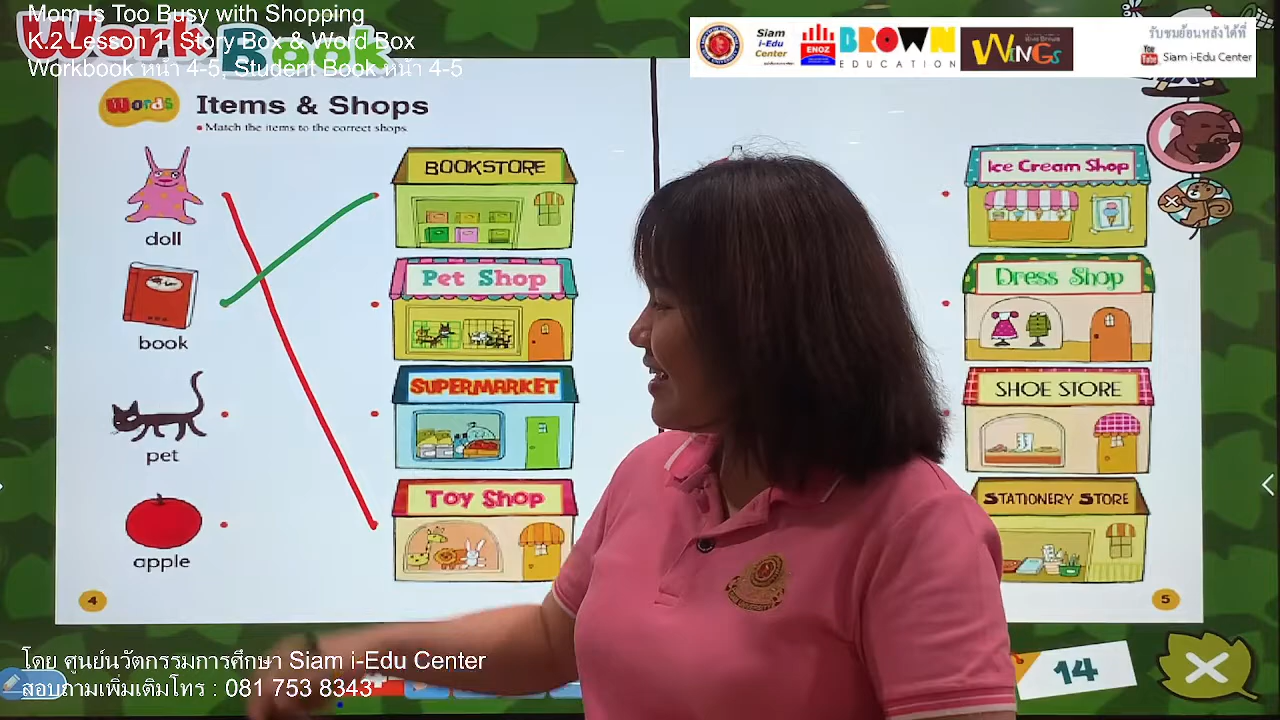 Mom Is Too Busy with Shopping
K.2 Lesson 1: Story Box & Word Box
Workbook หน้า 4-5, Student Book หน้า 4-5
Work Book
Siam
i-Edu
Center
ENOZ
BROWN
EDUCATION
WINGS
รับชมย้อนหลังได้ที่
You Tube Siam i-Edu Center
Words
Items & Shops
Match the items to the correct shops.
doll
book
pet
apple
BOOKSTORE
Pet Shop
SUPERMARKET
Toy Shop
Ice Cream Shop
Dress Shop
SHOE STORE
STATIONERY STORE
4
5
14
โดย ศูนย์นวัตกรรมการศึกษา Siam i-Edu Center
สอบถามเพิ่มเติมโทร : 081 753 8343